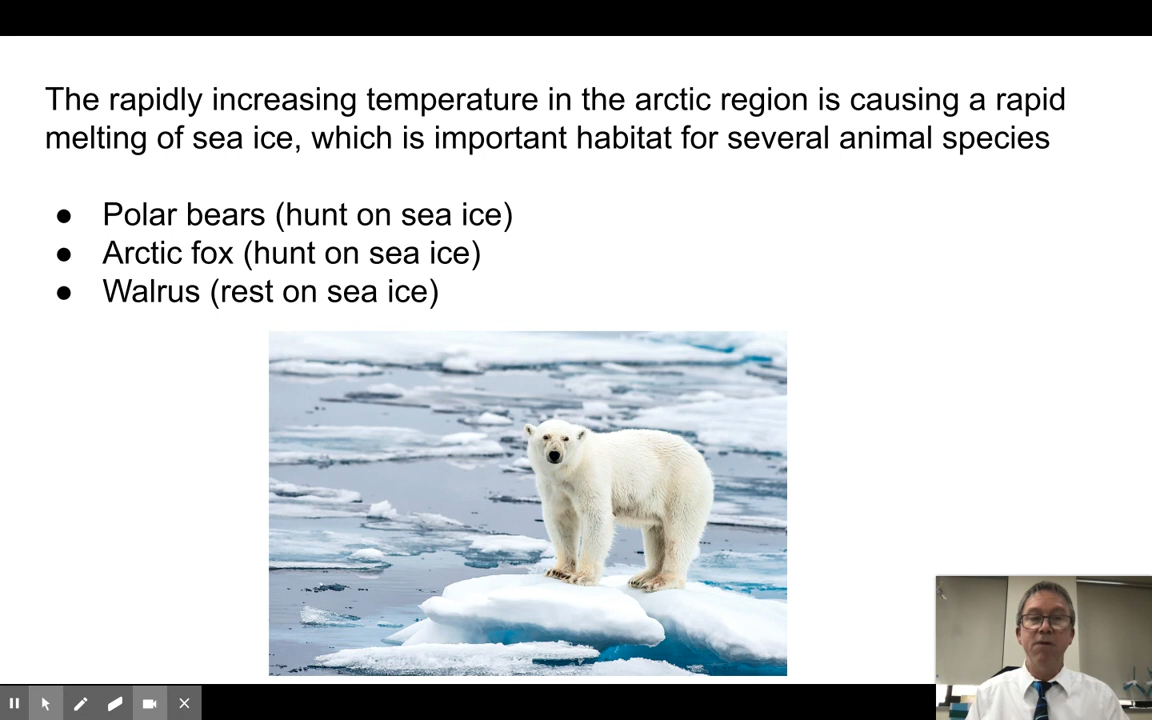 The rapidly increasing temperature in the arctic region is causing a rapid
melting of sea ice, which is important habitat for several animal species
● Polar bears (hunt on sea ice)
● Arctic fox (hunt on sea ice)
● Walrus (rest on sea ice)